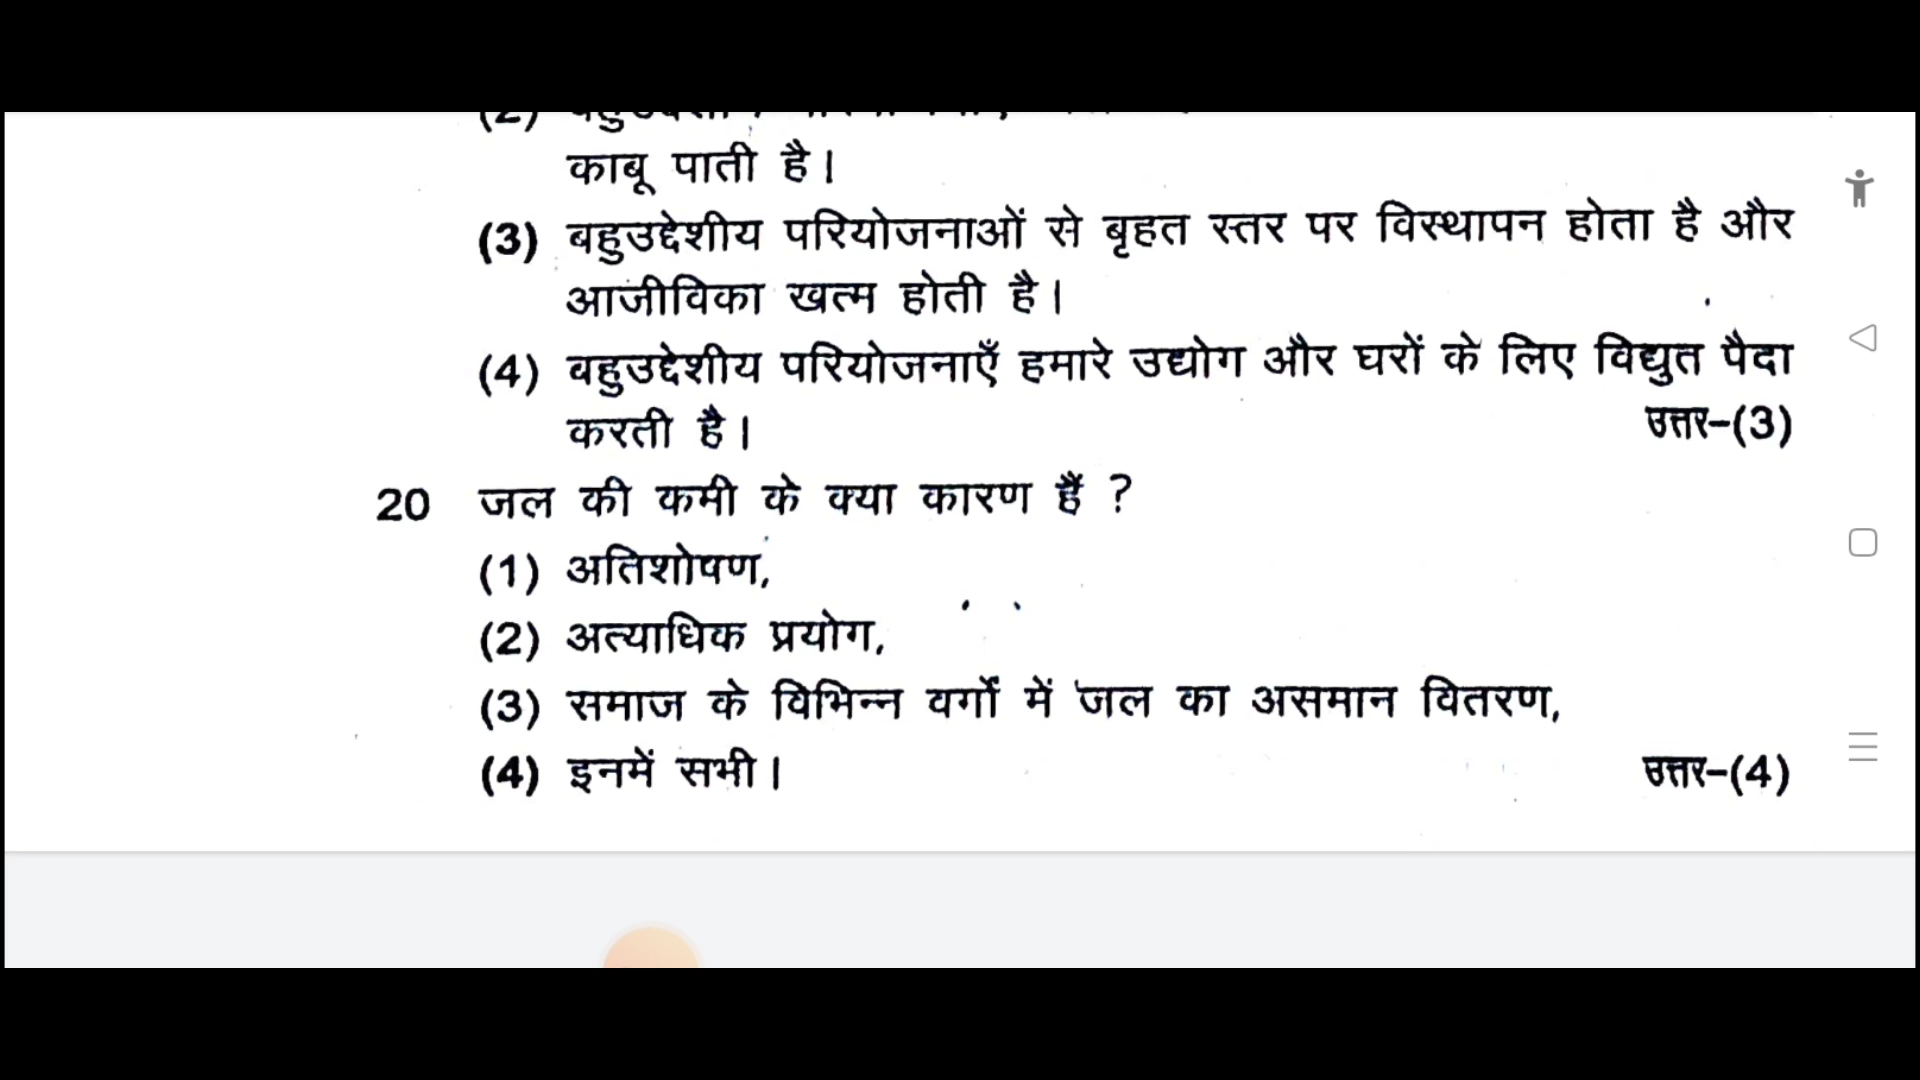 काबू पाती है।
(3) बहुउद्देशीय परियोजनाओं से बृहत स्तर पर विस्थापन होता है और
आजीविका खत्म होती है।
(4) बहुउद्देशीय परियोजनाएँ हमारे उद्योग और घरों के लिए विद्युत पैदा
करती है। उत्तर-(3)
20 जल की कमी के क्या कारण हैं ?
(1) अतिशोषण,
(2) अत्याधिक प्रयोग,
(3) समाज के विभिन्न वर्गों में जल का असमान वितरण,
(4) इनमें सभी। उत्तर-(4)